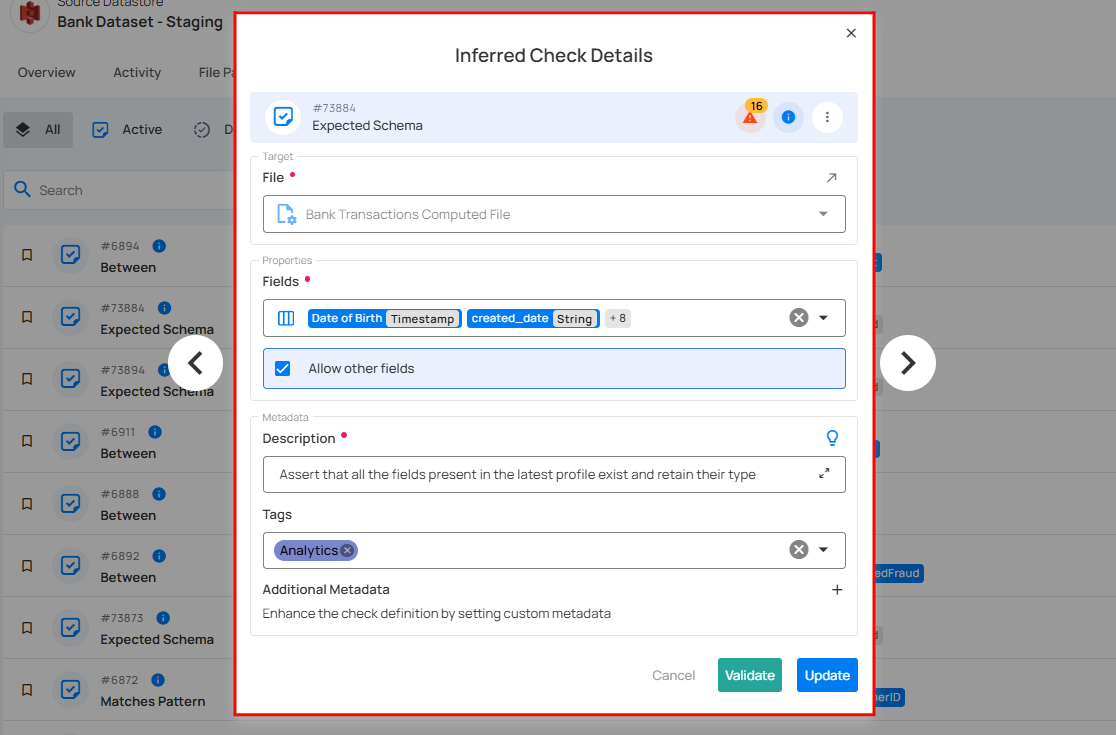 Source Datastore
Bank Dataset - Staging
Overview
Activity
File
All
Active
Search
#6894
Between
#73884
Expected Schema
#73894
Expected Schema
#6911
Between
#6888
Between
#6892
Between
#73873
Expected Schema
#6872
Matches Pattern
Inferred Check Details
#73884
Expected Schema
16
Target
File
Bank Transactions Computed File
Properties
Fields
Date of Birth Timestamp created_date String + 8
Allow other fields
Metadata
Description
Assert that all the fields present in the latest profile exist and retain their type
Tags
Analytics
Additional Metadata
Enhance the check definition by setting custom metadata
Cancel
Validate
Update
edFraud
nerID